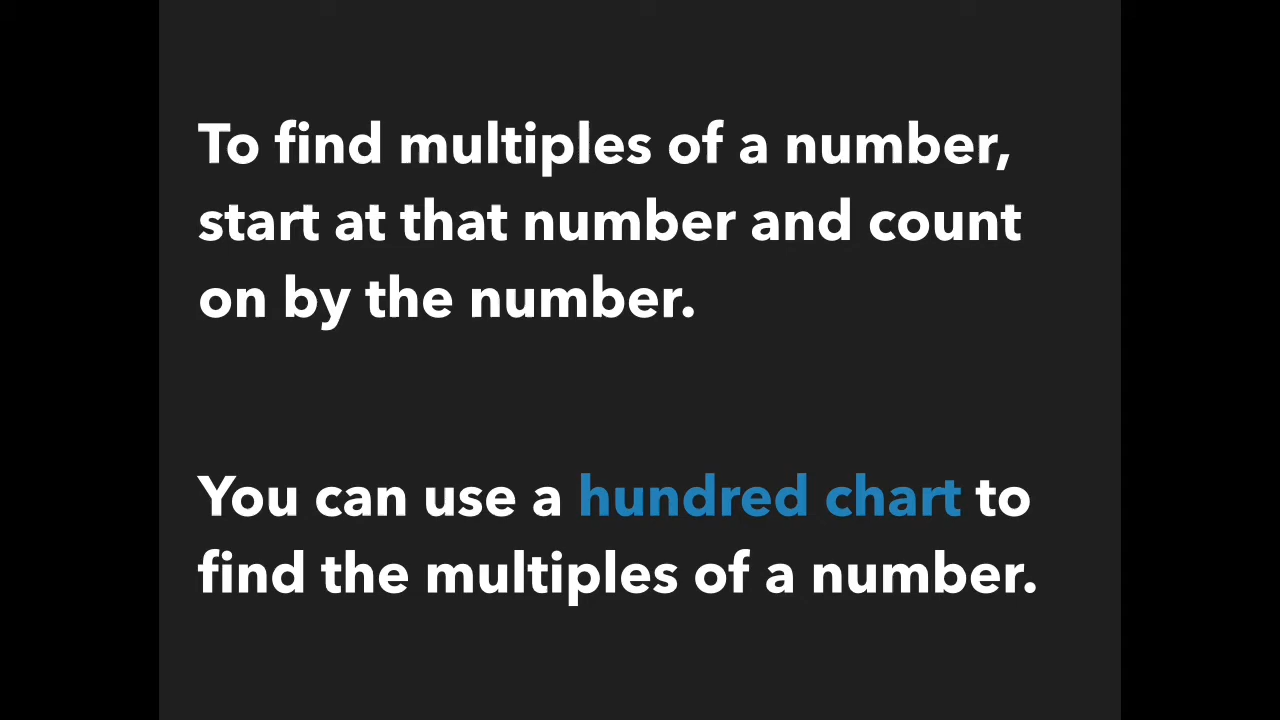 To find multiples of a number,
start at that number and count
on by the number.
You can use a hundred chart to
find the multiples of a number.